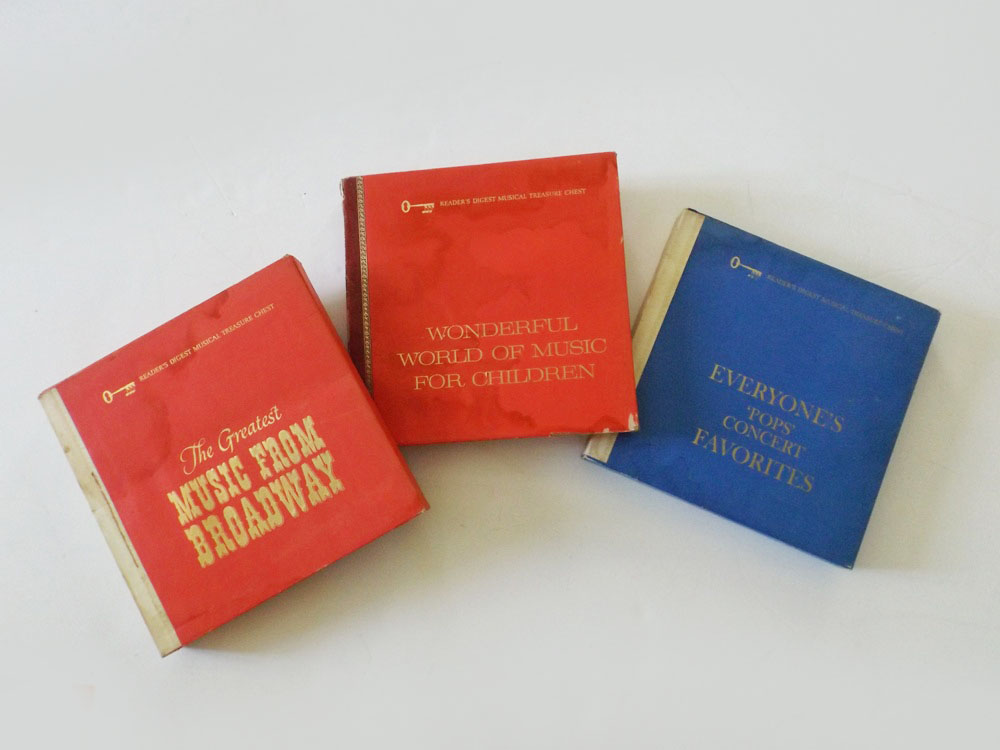 READER'S DIGEST MUSICAL TREASURE CHEST
The Greatest
MUSIC FROM
BROADWAY
READER'S DIGEST MUSICAL TREASURE CHEST
WONDERFUL
WORLD OF MUSIC
FOR CHILDREN
READER'S DIGEST MUSICAL TREASURE CHEST
EVERYONE'S
'POPS'
CONCERT
FAVORITES